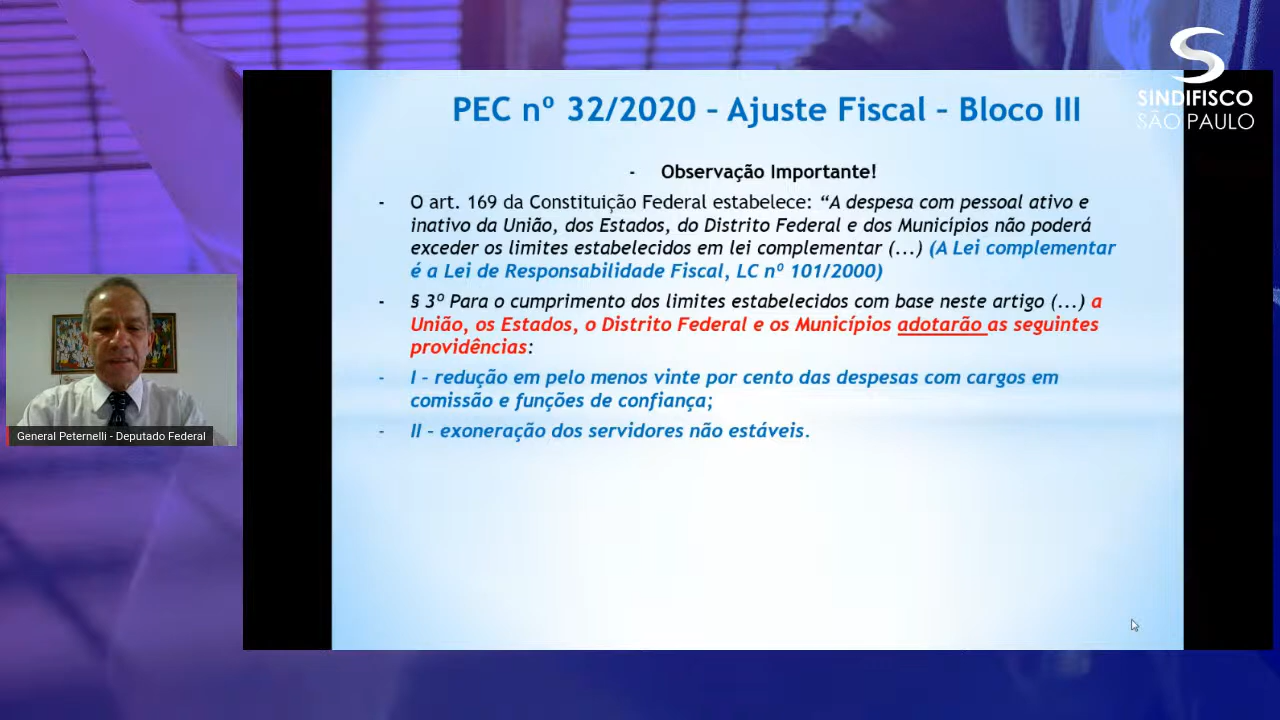 SINDIFISCO
SÃO PAULO
PEC nº 32/2020 – Ajuste Fiscal – Bloco III
- Observação Importante!
- O art. 169 da Constituição Federal estabelece: “A despesa com pessoal ativo e
inativo da União, dos Estados, do Distrito Federal e dos Municípios não poderá
exceder os limites estabelecidos em lei complementar (...) (A Lei complementar
é a Lei de Responsabilidade Fiscal, LC nº 101/2000)
- § 3º Para o cumprimento dos limites estabelecidos com base neste artigo (...) a
União, os Estados, o Distrito Federal e os Municípios adotarão as seguintes
providências:
- I – redução em pelo menos vinte por cento das despesas com cargos em
comissão e funções de confiança;
- II – exoneração dos servidores não estáveis.
General Peternelli - Deputado Federal